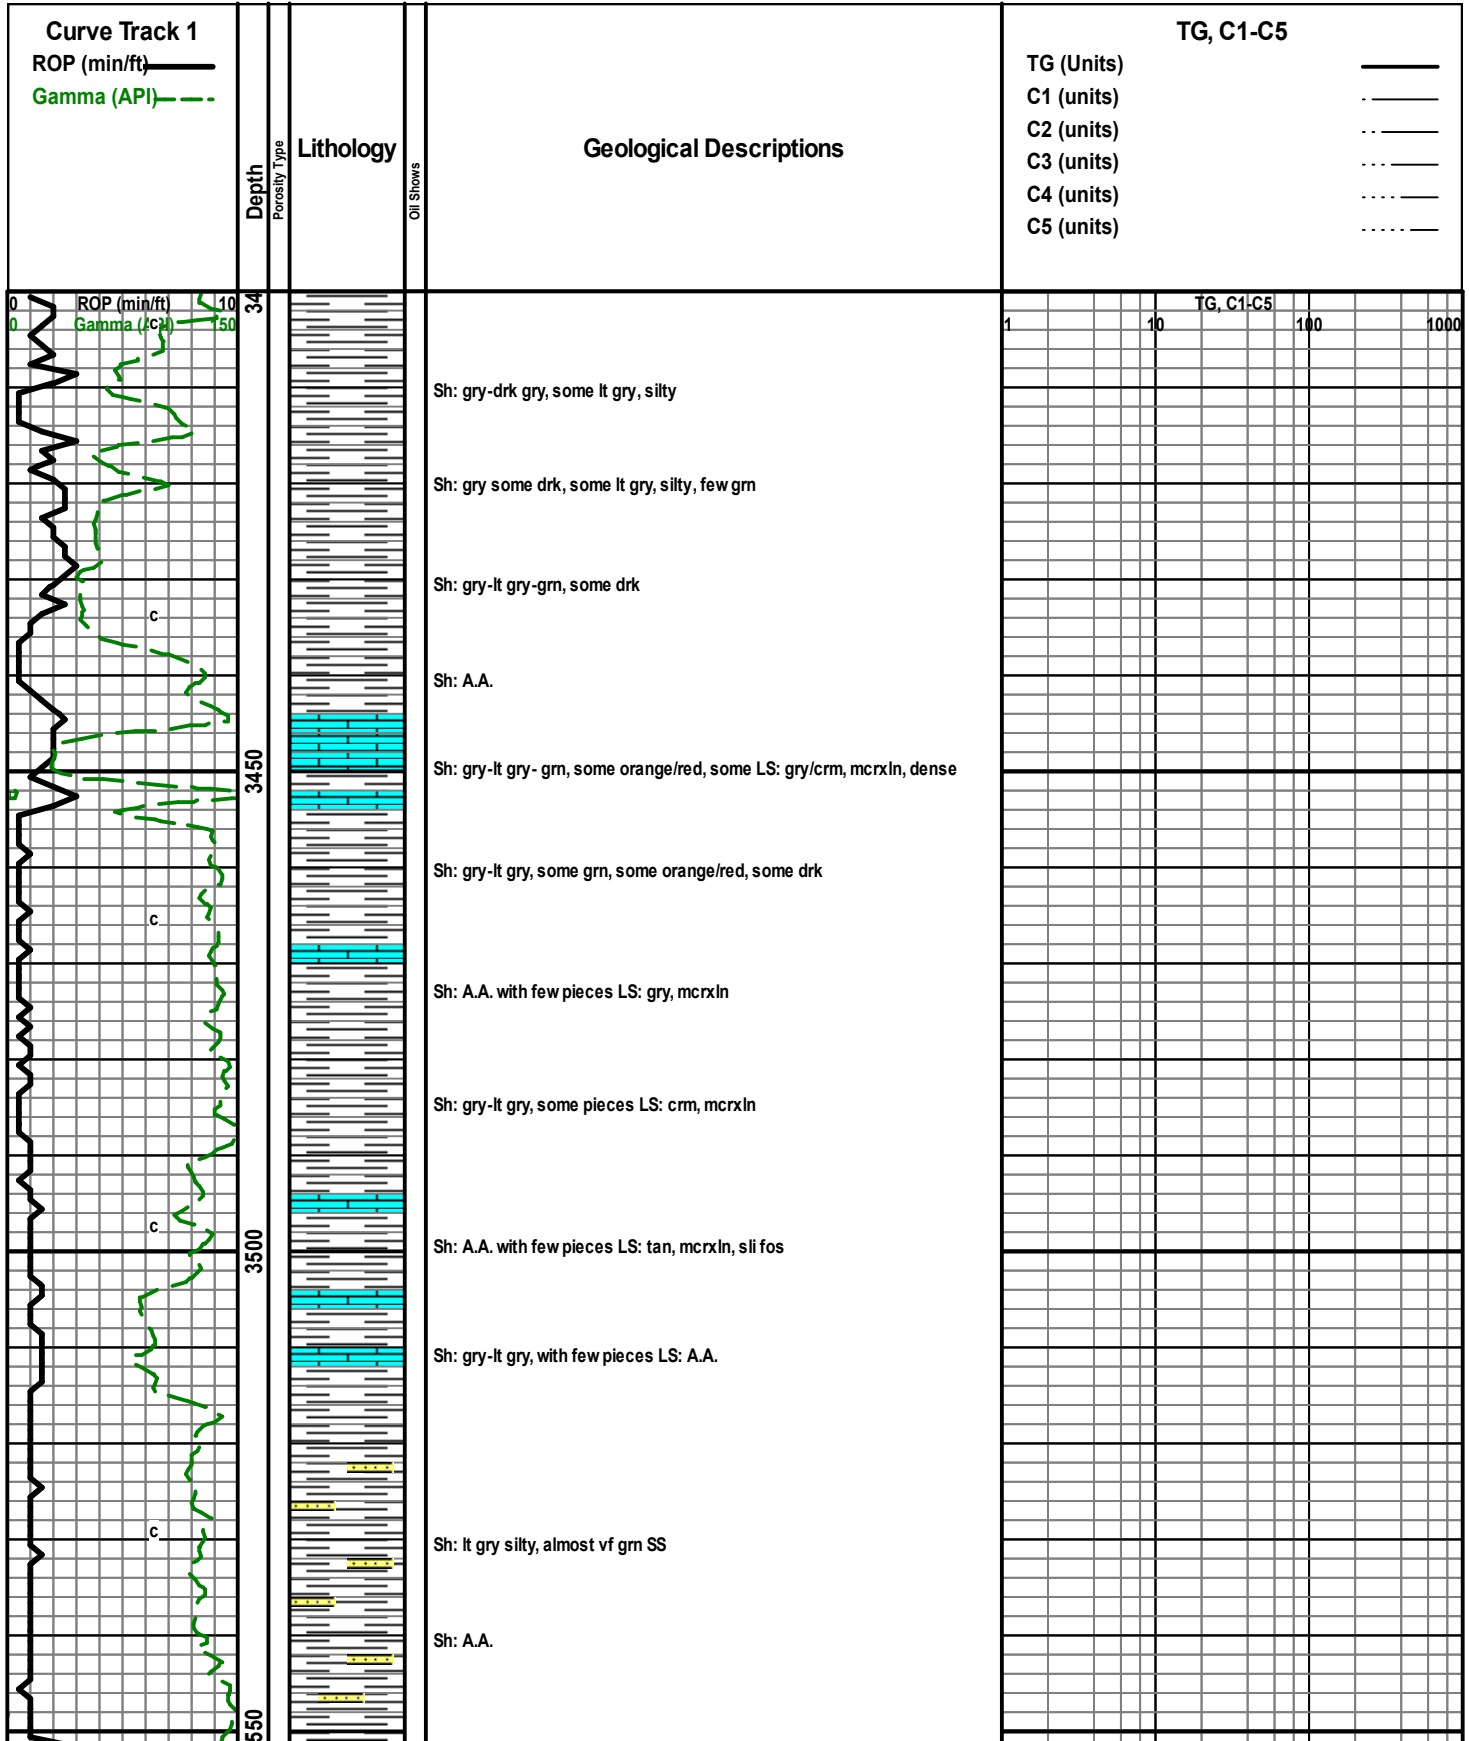 Curve Track 1
ROP (min/ft)
Gamma (API)
Depth
Porosity Type
Lithology
Oil Shows
Geological Descriptions
TG, C1-C5
TG (Units)
C1 (units)
C2 (units)
C3 (units)
C4 (units)
C5 (units)
0 ROP (min/ft) 10
0 Gamma (API) 150
34
TG, C1-C5
1 10 100 1000
c
Sh: gry-drk gry, some lt gry, silty
Sh: gry some drk, some lt gry, silty, few grn
Sh: gry-lt gry-grn, some drk
c
Sh: A.A.
3450
Sh: gry-lt gry- grn, some orange/red, some LS: gry/crm, mcrxln, dense
Sh: gry-lt gry, some grn, some orange/red, some drk
c
Sh: A.A. with few pieces LS: gry, mcrxln
Sh: gry-lt gry, some pieces LS: crm, mcrxln
c
3500
Sh: A.A. with few pieces LS: tan, mcrxln, sli fos
Sh: gry-lt gry, with few pieces LS: A.A.
c
Sh: lt gry silty, almost vf grn SS
Sh: A.A.
550